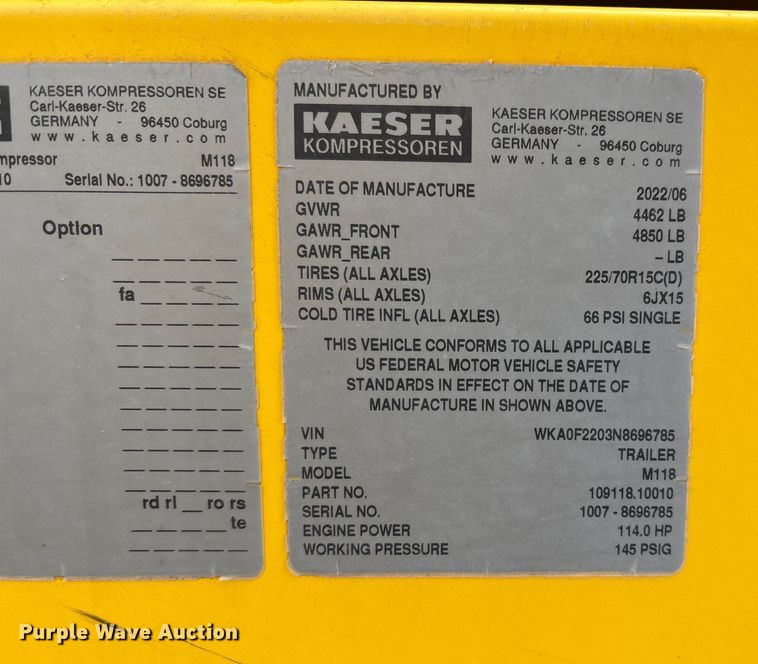 KAESER KOMPRESSOREN SE
Carl-Kaeser-Str. 26
GERMANY - 96450 Coburg
www.kaeser.com
mpressor M118
10 Serial No.: 1007 - 8696785
Option
fa
rd rl __ ro rs
te
MANUFACTURED BY
KAESER
KOMPRESSOREN
KAESER KOMPRESSOREN SE
Carl-Kaeser-Str. 26
GERMANY - 96450 Coburg
www.kaeser.com
DATE OF MANUFACTURE 2022/06
GVWR 4462 LB
GAWR_FRONT 4850 LB
GAWR_REAR – LB
TIRES (ALL AXLES) 225/70R15C(D)
RIMS (ALL AXLES) 6JX15
COLD TIRE INFL (ALL AXLES) 66 PSI SINGLE
THIS VEHICLE CONFORMS TO ALL APPLICABLE
US FEDERAL MOTOR VEHICLE SAFETY
STANDARDS IN EFFECT ON THE DATE OF
MANUFACTURE IN SHOWN ABOVE.
VIN WKA0F2203N8696785
TYPE TRAILER
MODEL M118
PART NO. 109118.10010
SERIAL NO. 1007 - 8696785
ENGINE POWER 114.0 HP
WORKING PRESSURE 145 PSIG
Purple Wave Auction